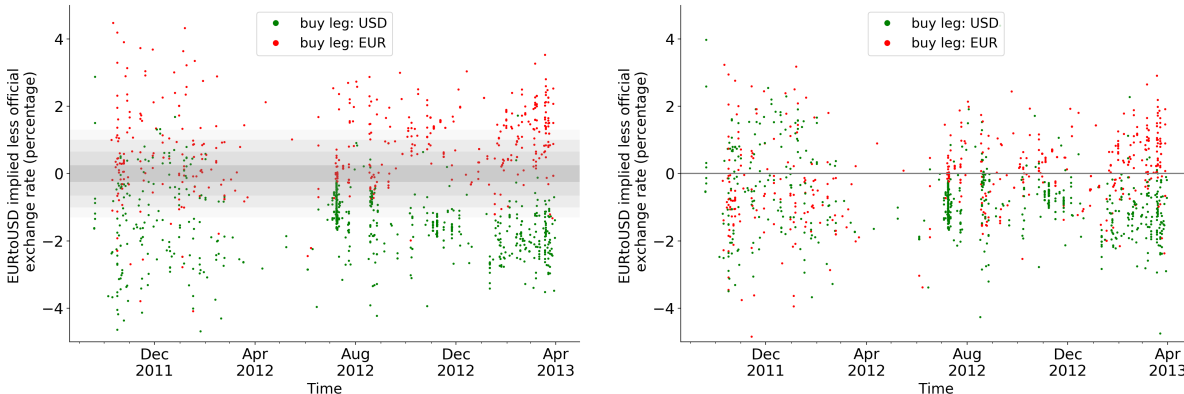 EURtoUSD implied less official
exchange rate (percentage)
4
2
0
−2
−4
buy leg: USD
buy leg: EUR
Dec
2011
Apr
2012
Aug
2012
Dec
2012
Apr
2013
Time
EURtoUSD implied less official
exchange rate (percentage)
4
2
0
−2
−4
buy leg: USD
buy leg: EUR
Dec
2011
Apr
2012
Aug
2012
Dec
2012
Apr
2013
Time